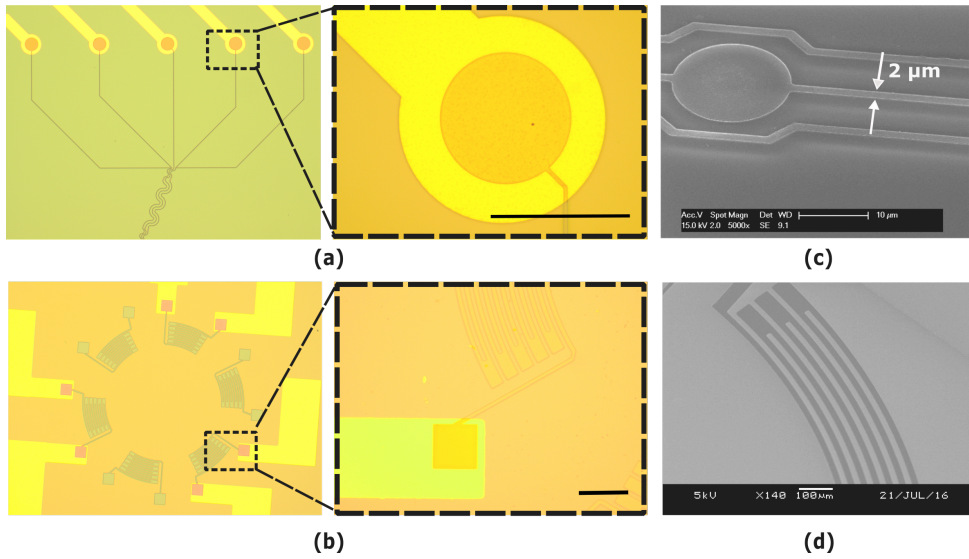 2 µm
Acc.V Spot Magn Det WD 10 µm
15.0 kV 2.0 5000x SE 9.1
(a)
(c)
5kV X140 100µm 21/JUL/16
(b)
(d)